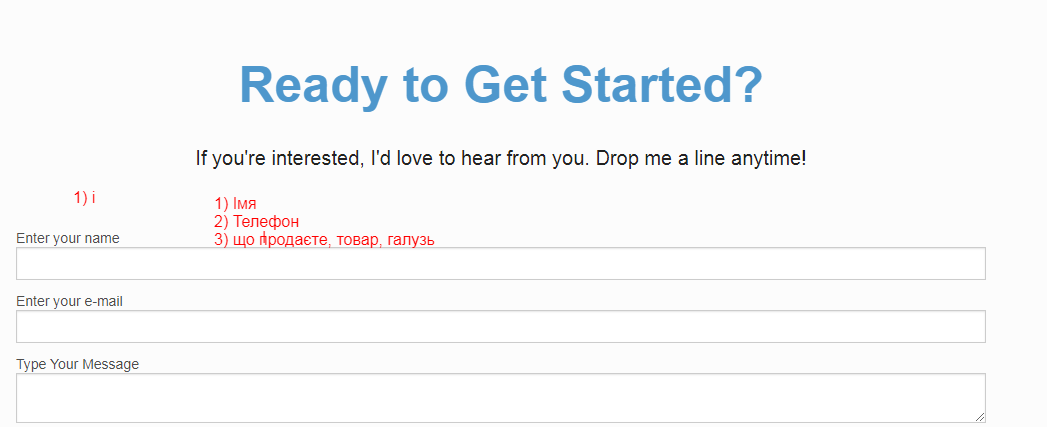 Ready to Get Started?
If you're interested, I'd love to hear from you. Drop me a line anytime!
1) і
1) Імя
2) Телефон
3) що продаєте, товар, галузь
Enter your name
Enter your e-mail
Type Your Message